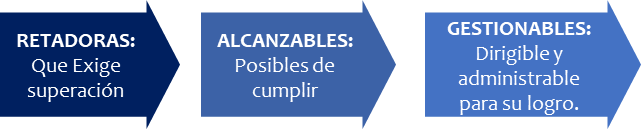 RETADORAS:
Que Exige
superación
ALCANZABLES:
Posibles de
cumplir
GESTIONABLES:
Dirigible y
administrable
para su logro.